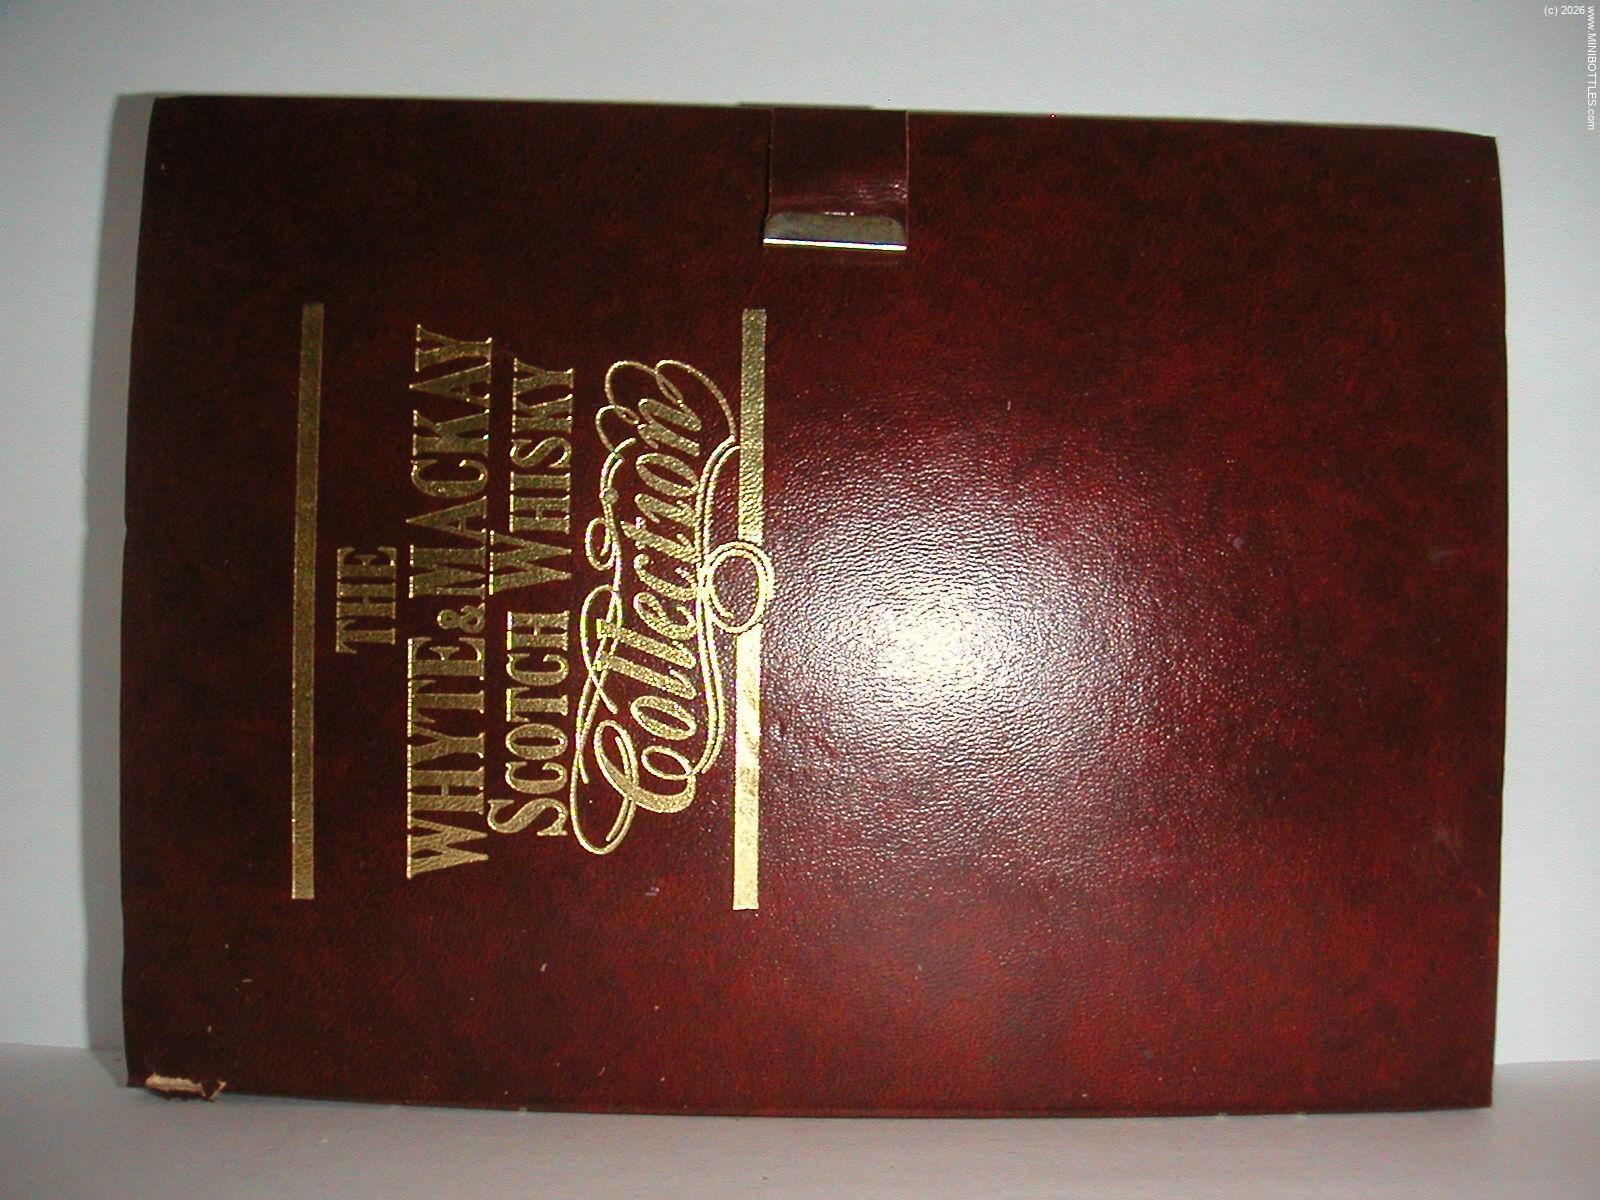 THE
WHYTE & MACKAY
SCOTCH WHISKY
Collection
(c) 2026 www.MINIBOTTLES.com